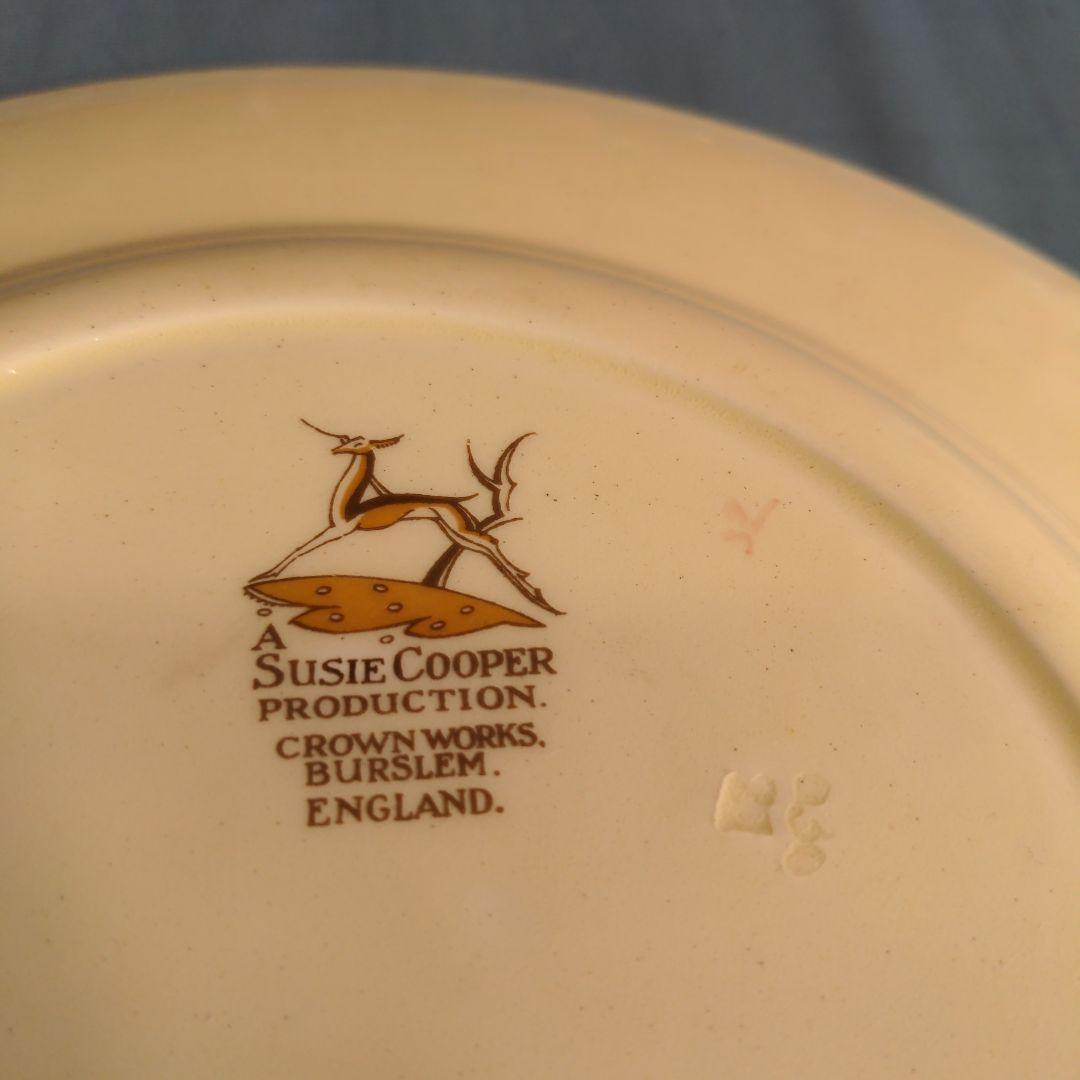 A
SUSIE COOPER
PRODUCTION.
CROWN WORKS,
BURSLEM.
ENGLAND.